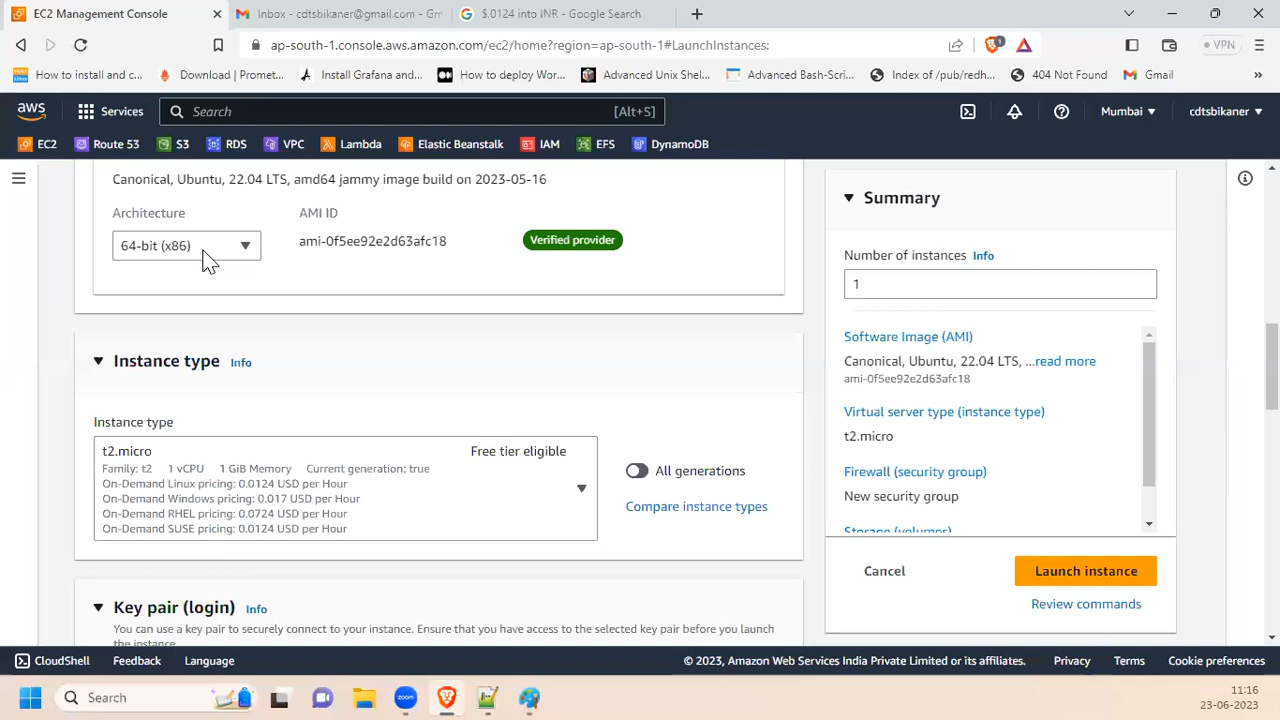 EC2 Management Console
Inbox - cdtsbikaner@gmail.com - Gm
$.0124 into INR - Google Search
ap-south-1.console.aws.amazon.com/ec2/home?region=ap-south-1#LaunchInstances:
1
VPN
How to install and c...
Download | Promet...
Install Grafana and...
How to deploy Wor...
Advanced Unix Shel...
Advanced Bash-Scri...
Index of /pub/redh...
404 Not Found
Gmail
»
aws
Services
Search
[Alt+S]
Mumbai
cdtsbikaner
EC2
Route 53
S3
RDS
VPC
Lambda
Elastic Beanstalk
IAM
EFS
DynamoDB
Canonical, Ubuntu, 22.04 LTS, amd64 jammy image build on 2023-05-16
Architecture
AMI ID
64-bit (x86)
ami-0f5ee92e2d63afc18
Verified provider
Instance type
Info
Instance type
t2.micro
Free tier eligible
Family: t2 1 vCPU 1 GiB Memory Current generation: true
On-Demand Linux pricing: 0.0124 USD per Hour
On-Demand Windows pricing: 0.017 USD per Hour
On-Demand RHEL pricing: 0.0724 USD per Hour
On-Demand SUSE pricing: 0.0124 USD per Hour
All generations
Compare instance types
Key pair (login)
Info
You can use a key pair to securely connect to your instance. Ensure that you have access to the selected key pair before you launch
the instance.
Summary
Number of instances
Info
1
Software Image (AMI)
Canonical, Ubuntu, 22.04 LTS, ...read more
ami-0f5ee92e2d63afc18
Virtual server type (instance type)
t2.micro
Firewall (security group)
New security group
Storage (volumes)
Cancel
Launch instance
Review commands
CloudShell
Feedback
Language
© 2023, Amazon Web Services India Private Limited or its affiliates.
Privacy
Terms
Cookie preferences
Search
zoom
11:16
23-06-2023